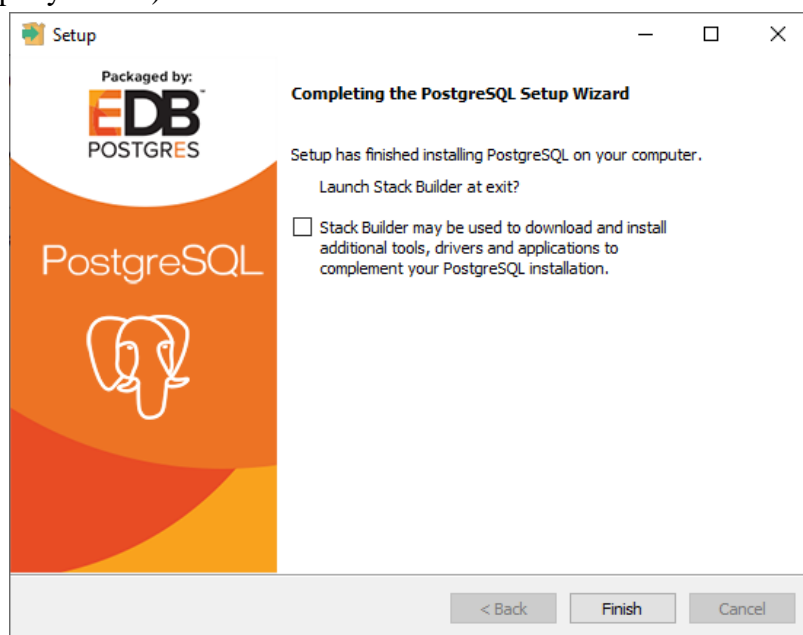 Setup
Packaged by:
EDB
POSTGRES
PostgreSQL
Completing the PostgreSQL Setup Wizard
Setup has finished installing PostgreSQL on your computer.
Launch Stack Builder at exit?
Stack Builder may be used to download and install
additional tools, drivers and applications to
complement your PostgreSQL installation.
< Back
Finish
Cancel